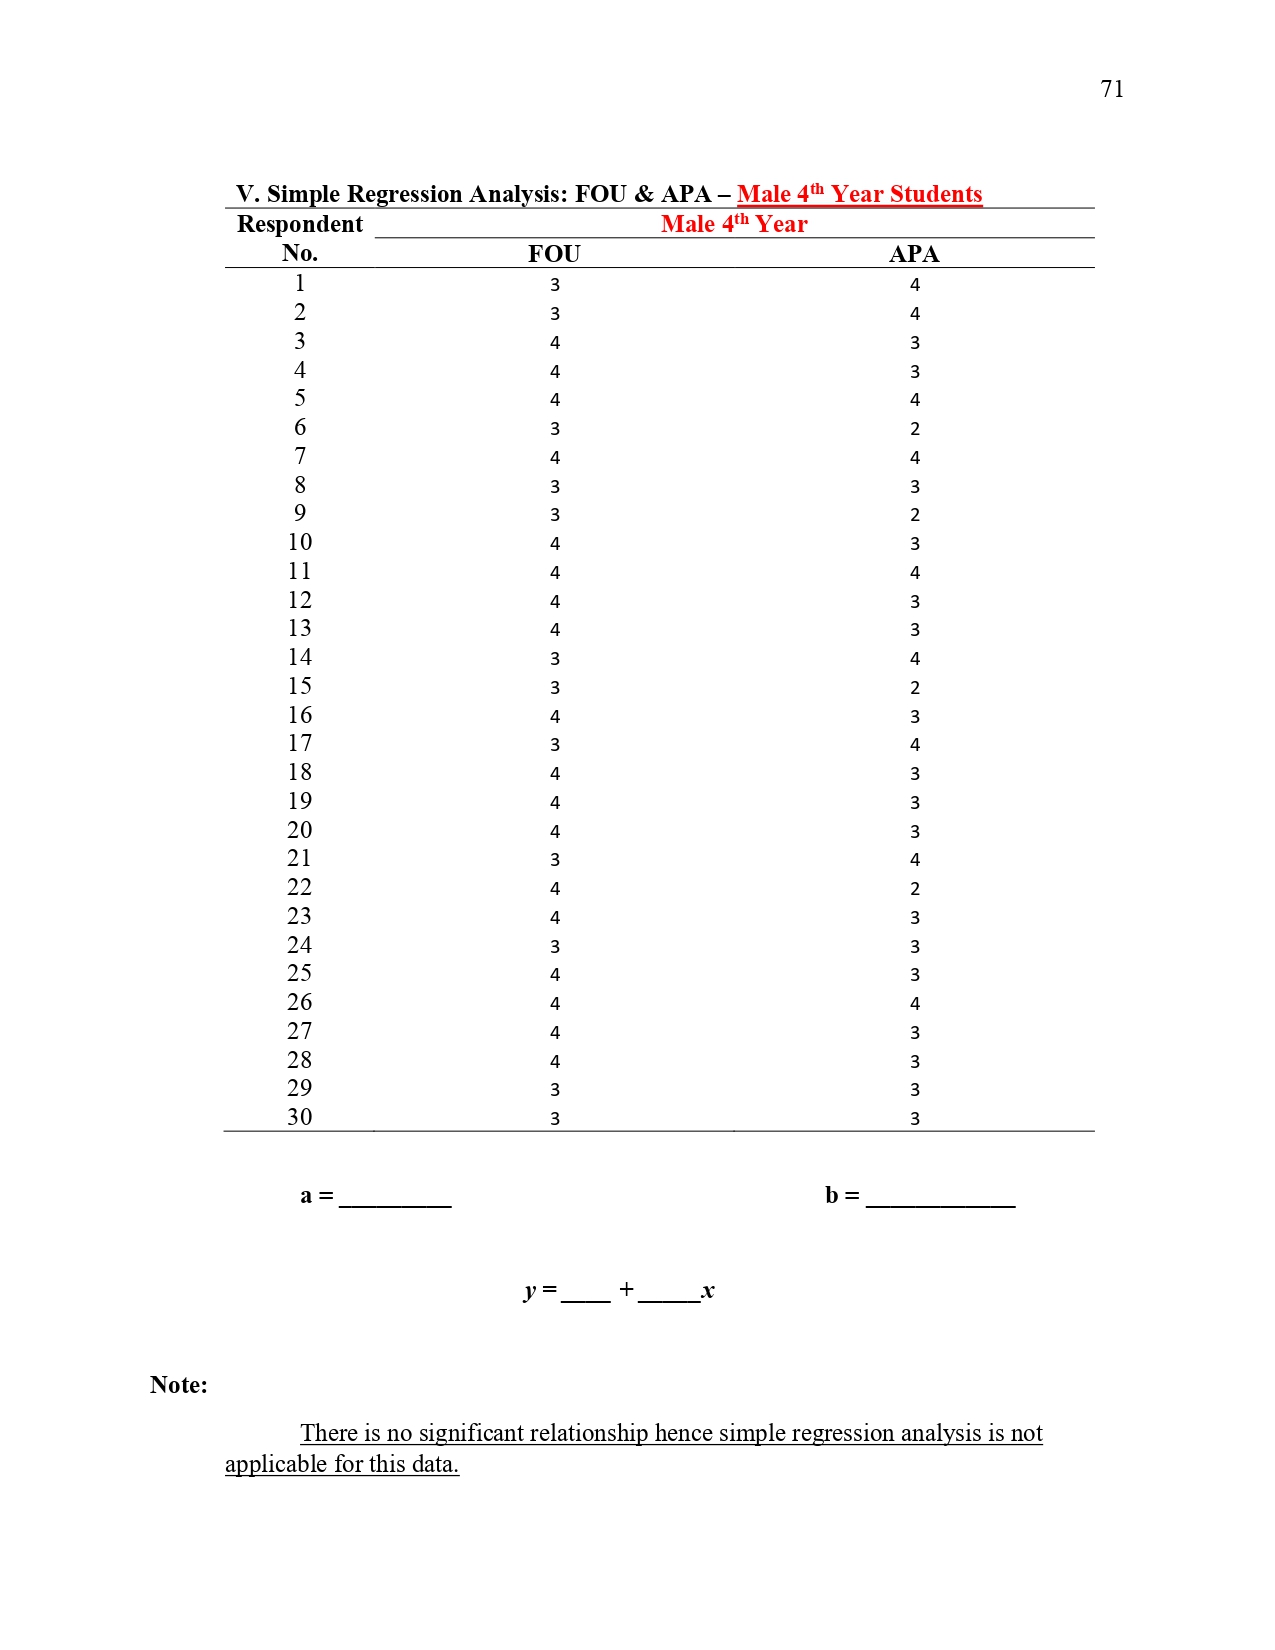 71
V. Simple Regression Analysis: FOU & APA – Male 4th Year Students
Respondent No. Male 4th Year
FOU APA
1 3 4
2 3 4
3 4 3
4 4 3
5 4 4
6 3 2
7 4 4
8 3 3
9 3 2
10 4 3
11 4 4
12 4 3
13 4 3
14 3 4
15 3 2
16 4 3
17 3 4
18 4 3
19 4 3
20 4 3
21 3 4
22 4 2
23 4 3
24 3 3
25 4 3
26 4 4
27 4 3
28 4 3
29 3 3
30 3 3
a = _________ b = ____________
y = ____ + _____x
Note:
There is no significant relationship hence simple regression analysis is not
applicable for this data.